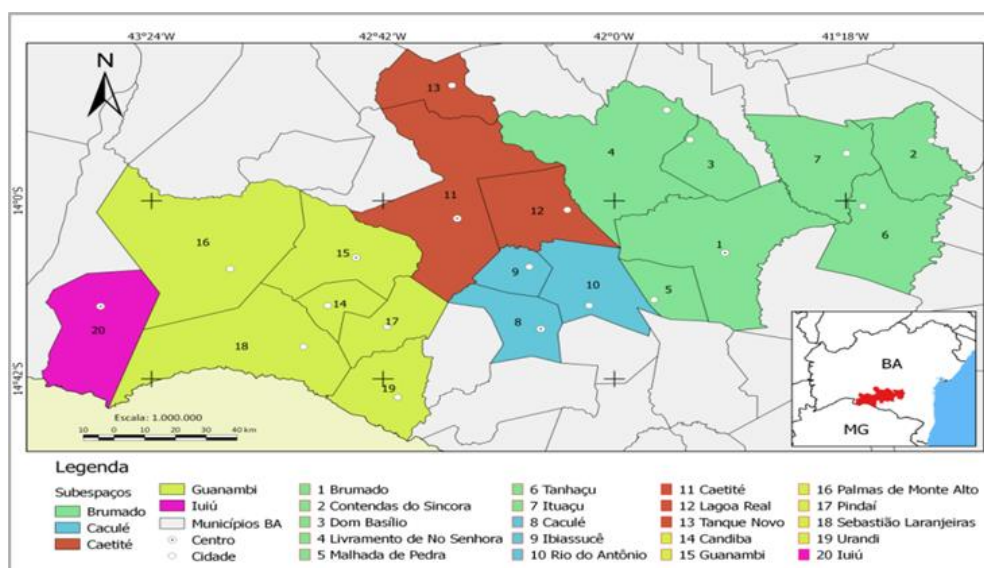 43°24'W 42°42'W 42°0'W 41°18'W
N
13
4
3
7
2
14°0'S
11
12
16
15
1
6
9
10
5
14
20
8
17
18
14°42'S
19
BA
MG
Escala: 1.000.000
10 0 10 20 30 40 km
Legenda
Subespaços
Brumado
Caculé
Caetité
Guanambi
Iuiú
Municípios BA
Centro
Cidade
1 Brumado
2 Contendas do Sincora
3 Dom Basílio
4 Livramento de No Senhora
5 Malhada de Pedra
6 Tanhaçu
7 Ituaçu
8 Caculé
9 Ibiassucê
10 Rio do Antônio
11 Caetité
12 Lagoa Real
13 Tanque Novo
14 Candiba
15 Guanambi
16 Palmas de Monte Alto
17 Pindaí
18 Sebastião Laranjeiras
19 Urandi
20 Iuiú